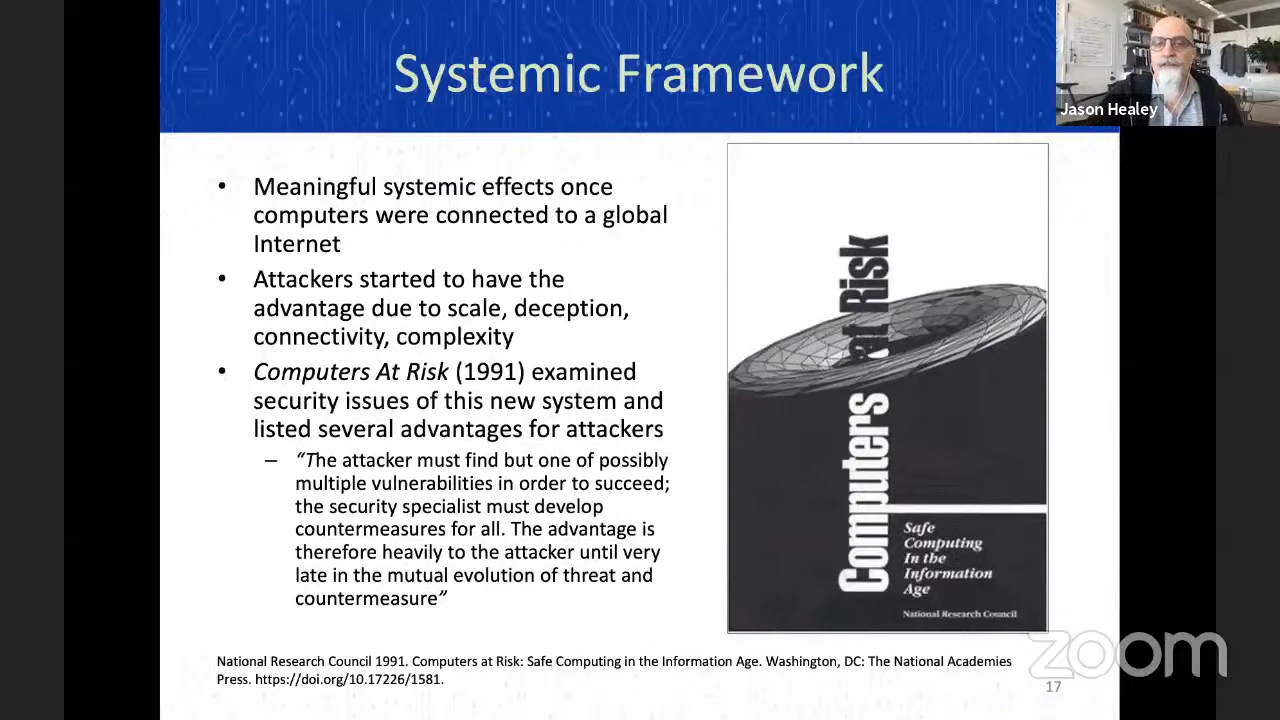 Systemic Framework
Jason Healey
• Meaningful systemic effects once
computers were connected to a global
Internet
• Attackers started to have the
advantage due to scale, deception,
connectivity, complexity
• Computers At Risk (1991) examined
security issues of this new system and
listed several advantages for attackers
– “The attacker must find but one of possibly
multiple vulnerabilities in order to succeed;
the security specialist must develop
countermeasures for all. The advantage is
therefore heavily to the attacker until very
late in the mutual evolution of threat and
countermeasure”
Computers at Risk
Safe
Computing
In the
Information
Age
National Research Council
National Research Council 1991. Computers at Risk: Safe Computing in the Information Age. Washington, DC: The National Academies
Press. https://doi.org/10.17226/1581.
zoom
17